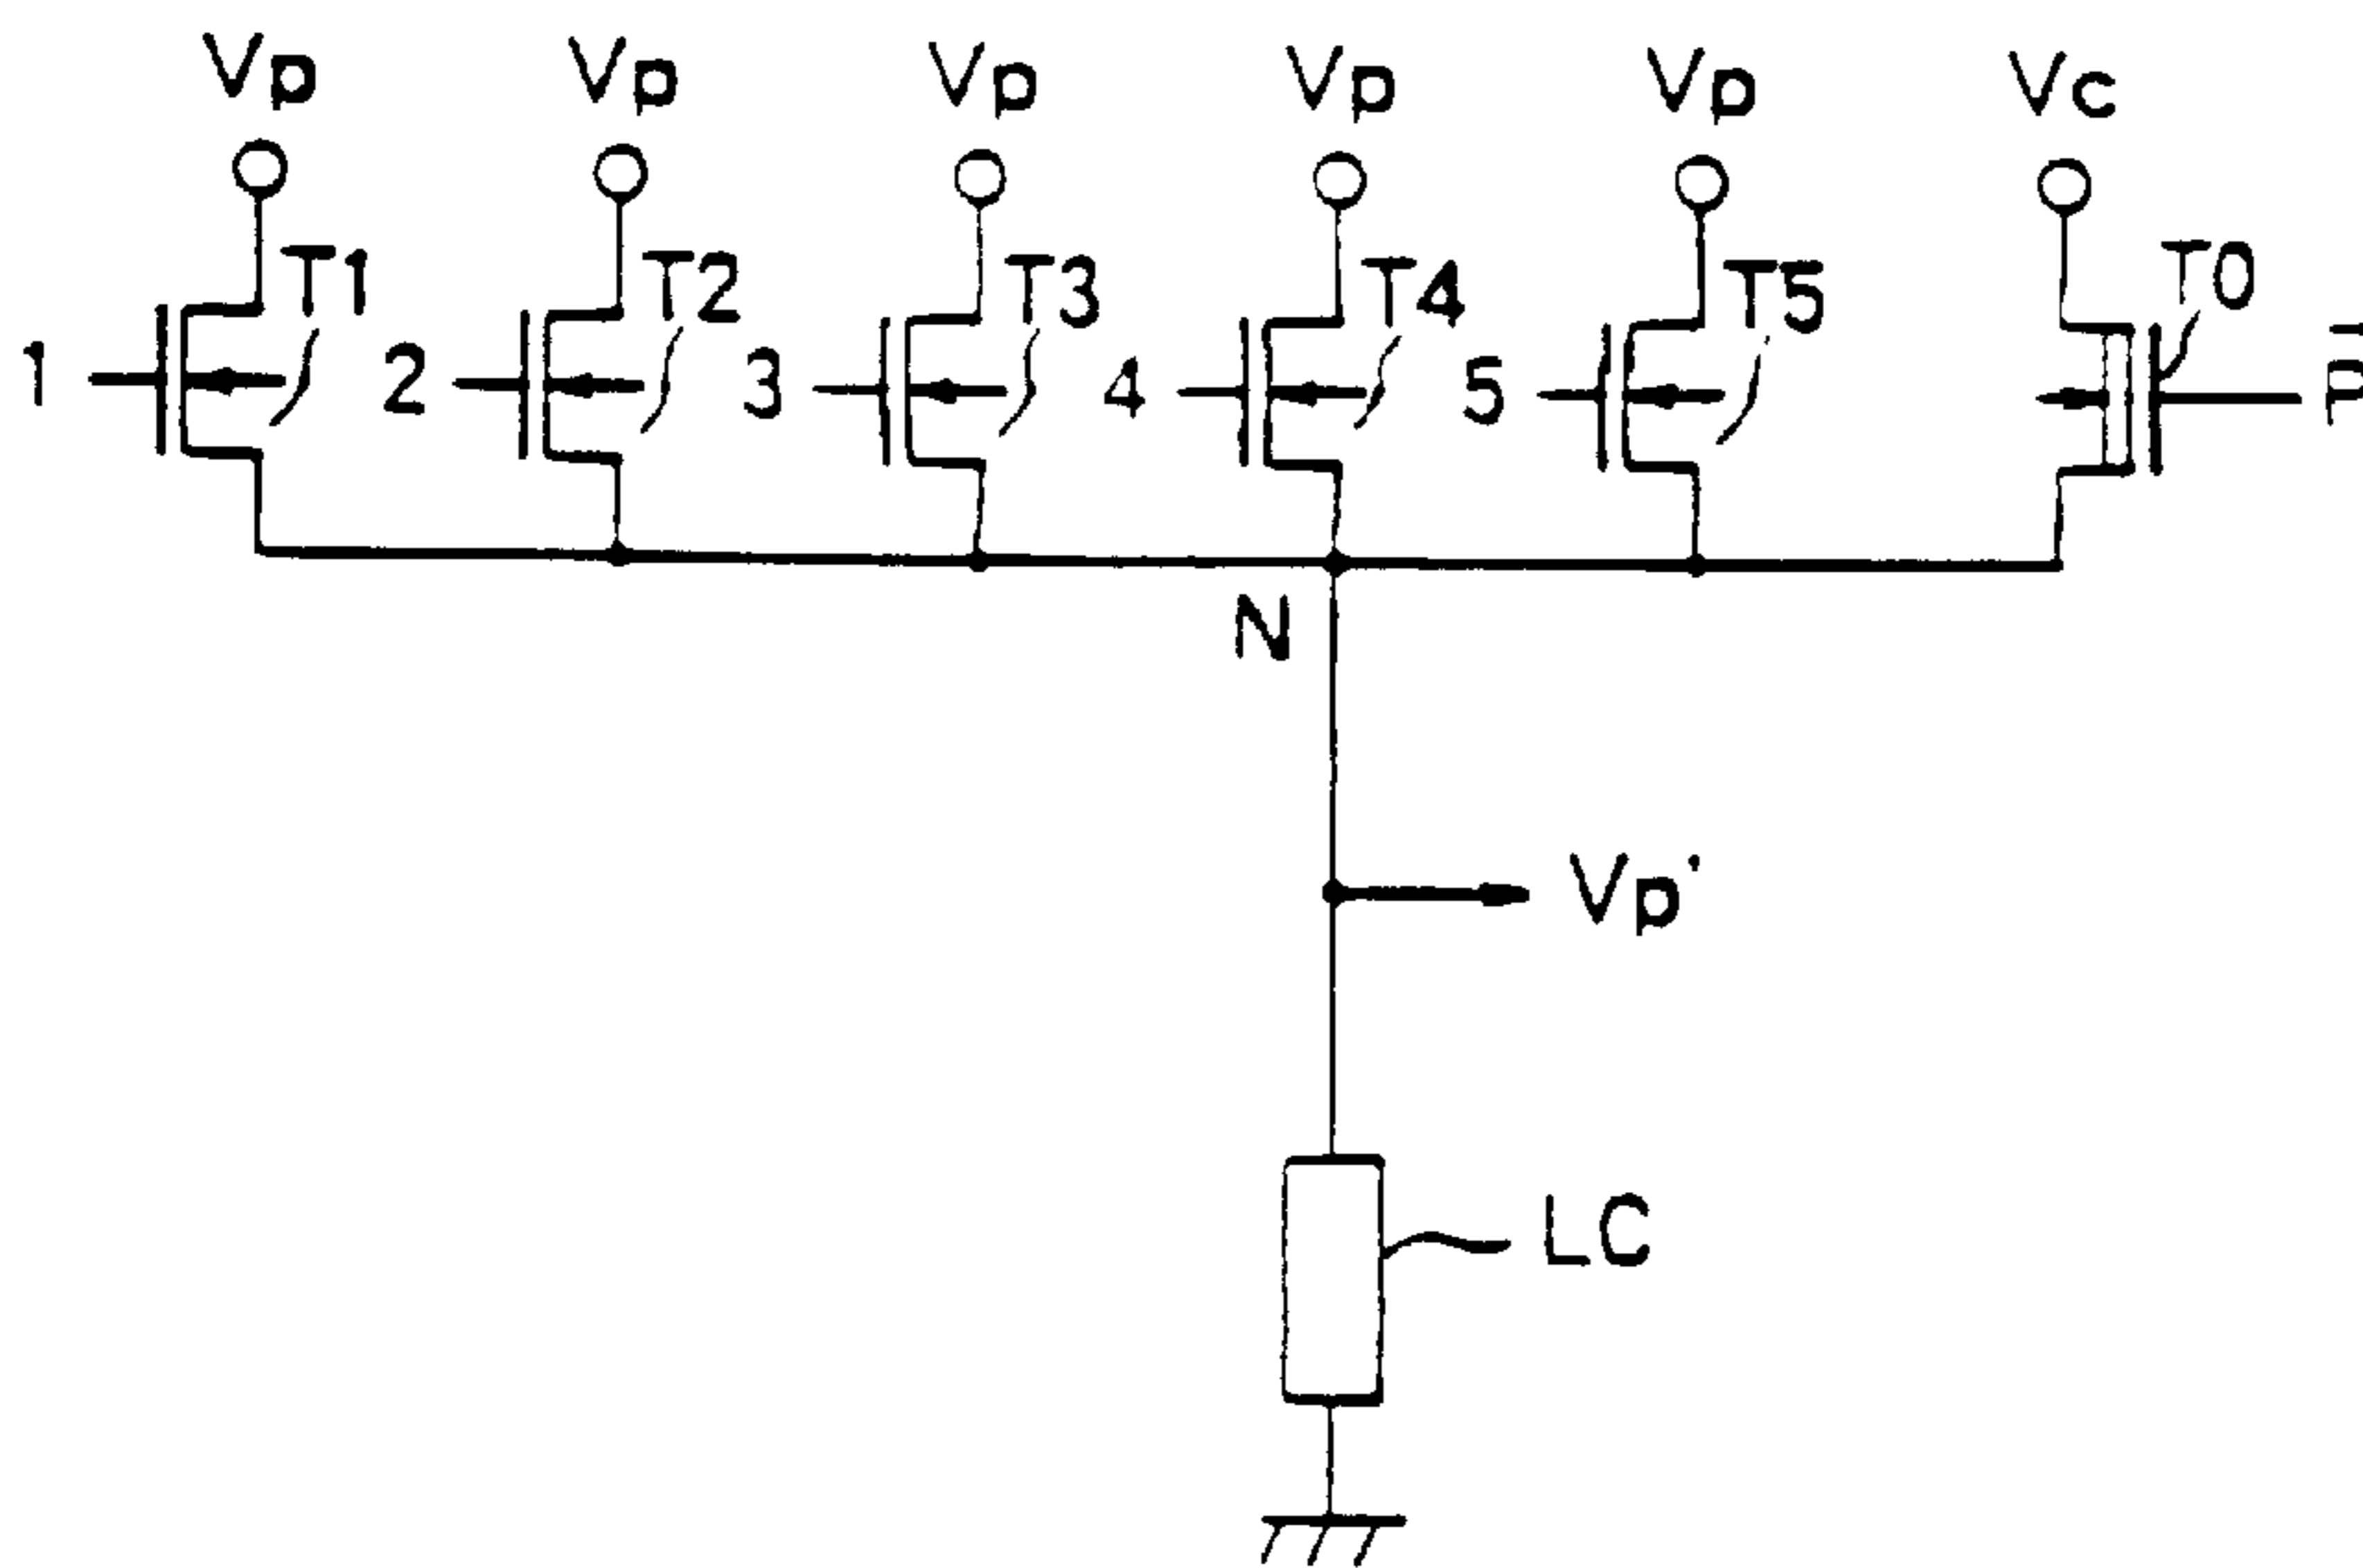 Vp Vp Vp Vp Vp Vc
T1 T2 T3 T4 T5 T0
1 2 3 4 5 P̅
N
Vp'
LC